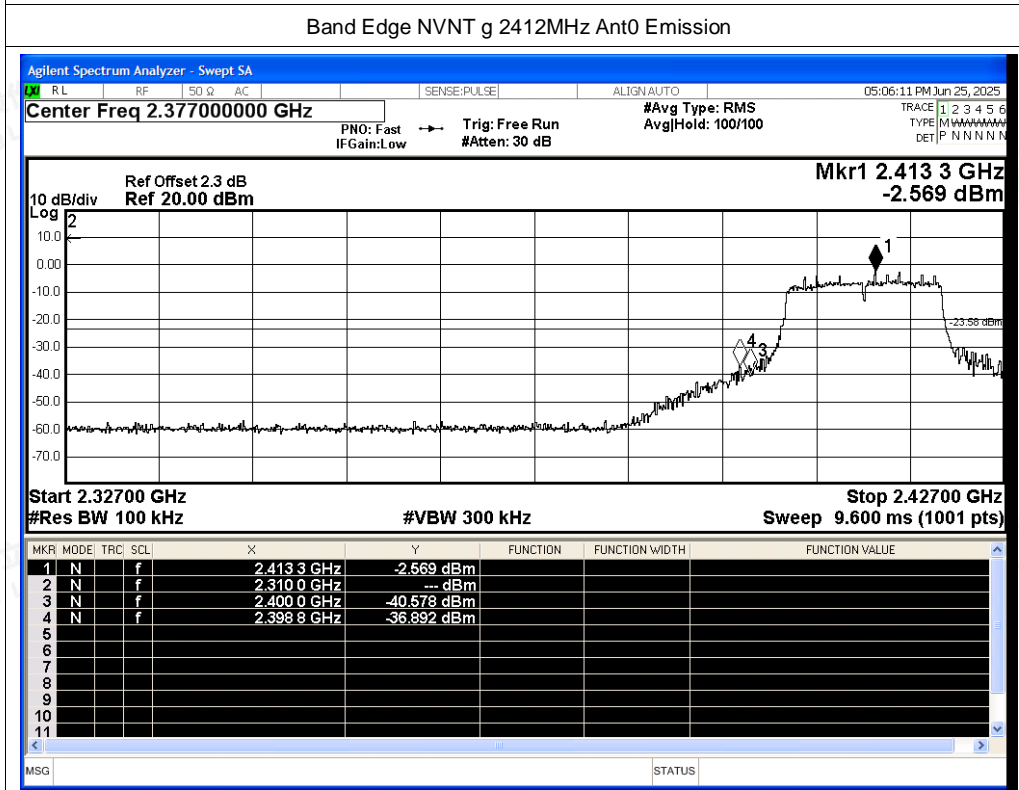 Band Edge NVNT g 2412MHz Ant0 Emission
Agilent Spectrum Analyzer - Swept SA
LXI RL RF 50 Ω AC SENSE:PULSE ALIGN AUTO 05:06:11 PM Jun 25, 2025
Center Freq 2.377000000 GHz #Avg Type: RMS TRACE 1 2 3 4 5 6
PNO: Fast Trig: Free Run Avg|Hold: 100/100 TYPE M
IFGain:Low #Atten: 30 dB DET P N N N N N
Mkr1 2.413 3 GHz
Ref Offset 2.3 dB
10 dB/div Ref 20.00 dBm -2.569 dBm
Log
2
10.0
1
0.00
-10.0
-20.0
-23.58 dBm
-30.0
4
3
-40.0
-50.0
-60.0
-70.0
Start 2.32700 GHz Stop 2.42700 GHz
#Res BW 100 kHz #VBW 300 kHz Sweep 9.600 ms (1001 pts)
MKR MODE TRC SCL X Y FUNCTION FUNCTION WIDTH FUNCTION VALUE
1 N f 2.413 3 GHz -2.569 dBm
2 N f 2.310 0 GHz --- dBm
3 N f 2.400 0 GHz -40.578 dBm
4 N f 2.398 8 GHz -36.892 dBm
5
6
7
8
9
10
11
MSG STATUS